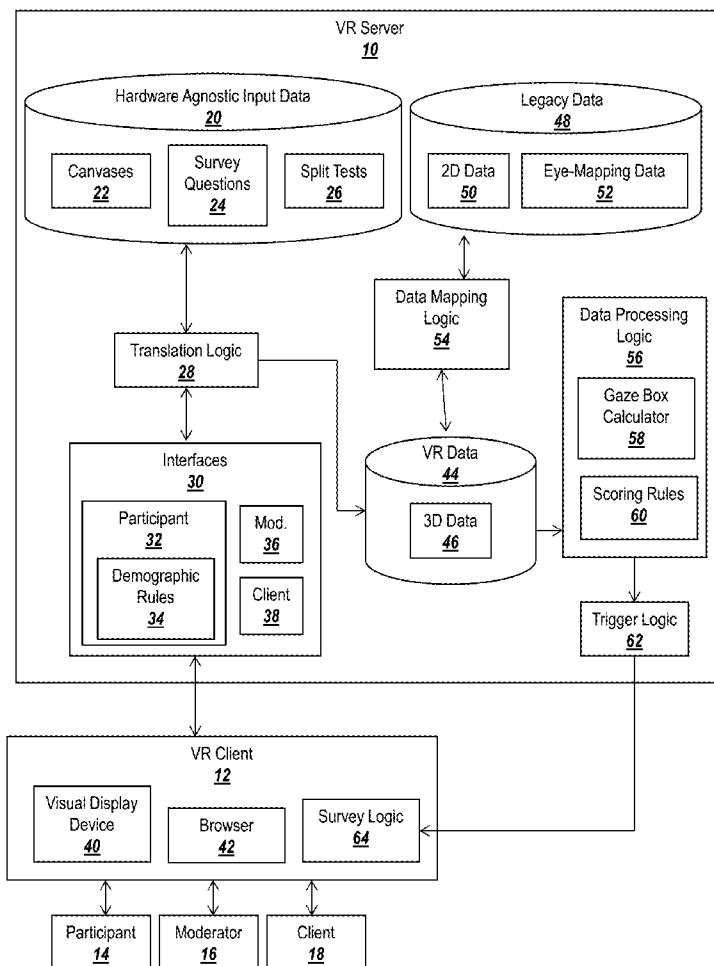 VR Server
10
Hardware Agnostic Input Data
20
Canvases
22
Survey
Questions
24
Split Tests
26
Legacy Data
48
2D Data
50
Eye-Mapping Data
52
Data Mapping
Logic
54
Data Processing
Logic
56
Gaze Box
Calculator
58
Scoring Rules
60
Translation Logic
28
Interfaces
30
Participant
32
Demographic
Rules
34
Mod.
36
Client
38
VR Data
44
3D Data
46
Trigger Logic
62
VR Client
12
Visual Display
Device
40
Browser
42
Survey Logic
64
Participant
14
Moderator
16
Client
18